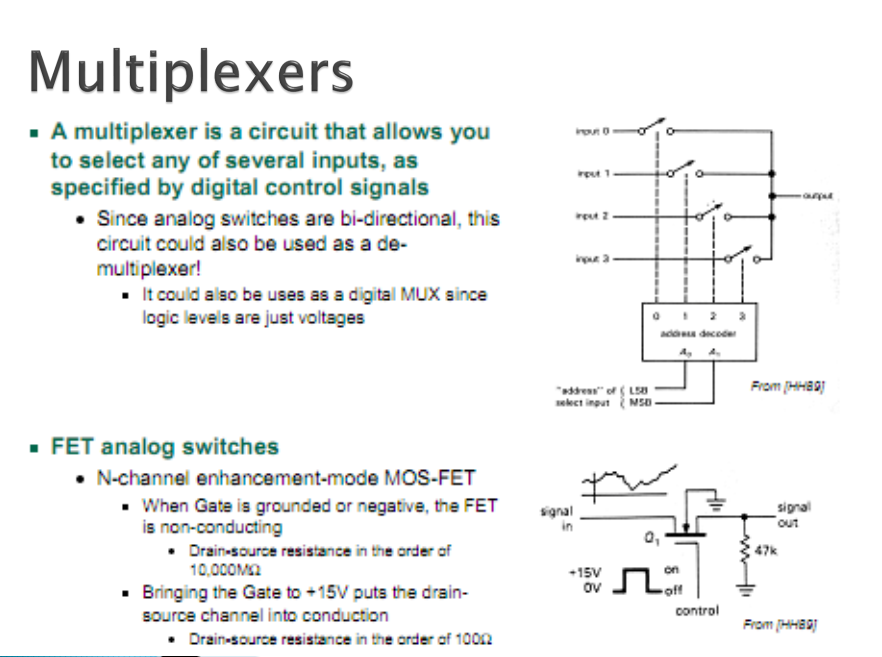 Multiplexers
▪ A multiplexer is a circuit that allows you
to select any of several inputs, as
specified by digital control signals
• Since analog switches are bi-directional, this
circuit could also be used as a de-
multiplexer!
▪ It could also be uses as a digital MUX since
logic levels are just voltages
input 0
input 1
input 2
input 3
output
0 1 2 3
address decoder
A₀ A₁
"address" of { LSB
select input { MSB
From [HH89]
▪ FET analog switches
• N-channel enhancement-mode MOS-FET
▪ When Gate is grounded or negative, the FET
is non-conducting
• Drain-source resistance in the order of
10,000MΩ
▪ Bringing the Gate to +15V puts the drain-
source channel into conduction
• Drain-source resistance in the order of 100Ω
signal
in
signal
out
Q₁
47k
+15V
0V
on
off
control
From [HH89]